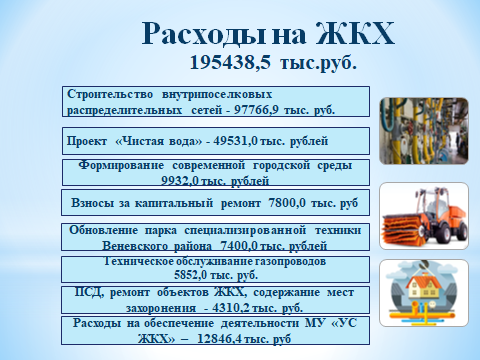 Расходы на ЖКХ
195438,5 тыс.руб.
Строительство внутрипоселковых
распределительных сетей - 97766,9 тыс. руб.
Проект «Чистая вода» - 49531,0 тыс. рублей
Формирование современной городской среды
9932,0 тыс. рублей
Взносы за капитальный ремонт 7800,0 тыс. руб
Обновление парка специализированной техники
Веневского района 7400,0 тыс. рублей
Техническое обслуживание газопроводов
5852,0 тыс. руб.
ПСД, ремонт объектов ЖКХ, содержание мест
захоронения - 4310,2 тыс. руб.
Расходы на обеспечение деятельности МУ «УС
ЖКХ» – 12846,4 тыс. руб